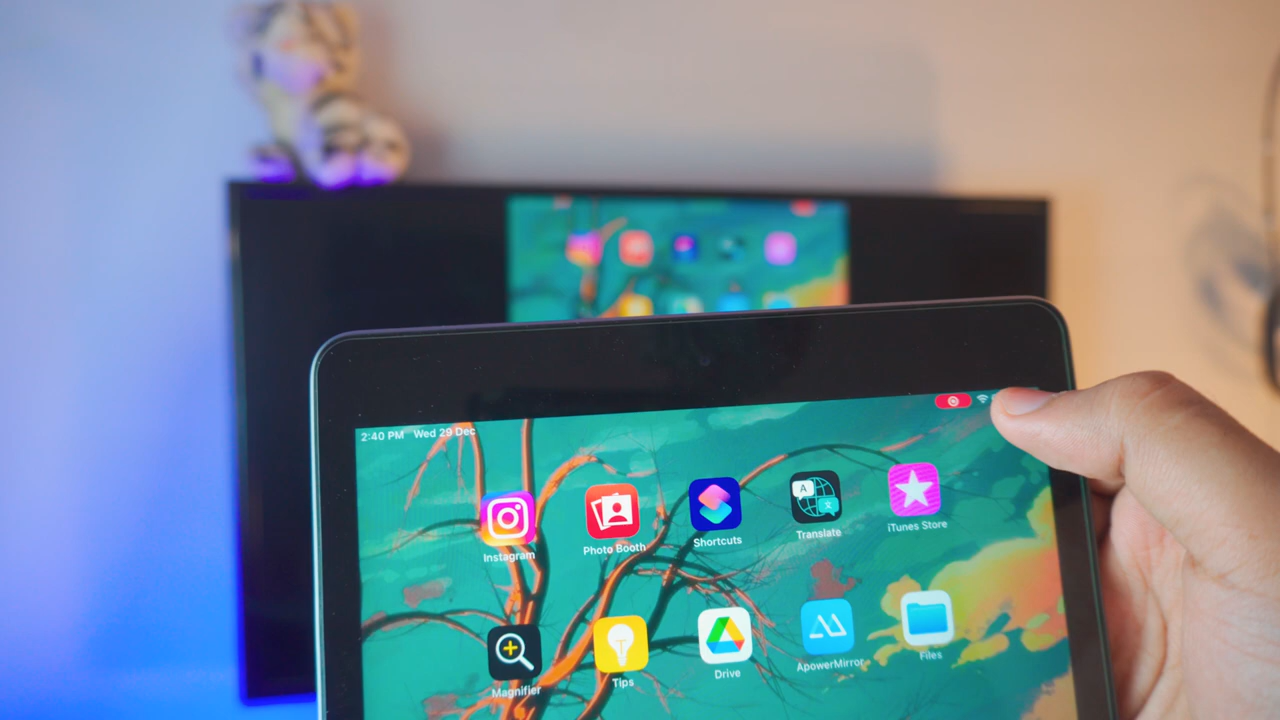 2:40 PM Wed 29 Dec
Instagram
Photo Booth
Shortcuts
A
Translate
iTunes Store
Magnifier
Tips
Drive
ApowerMirror
Files